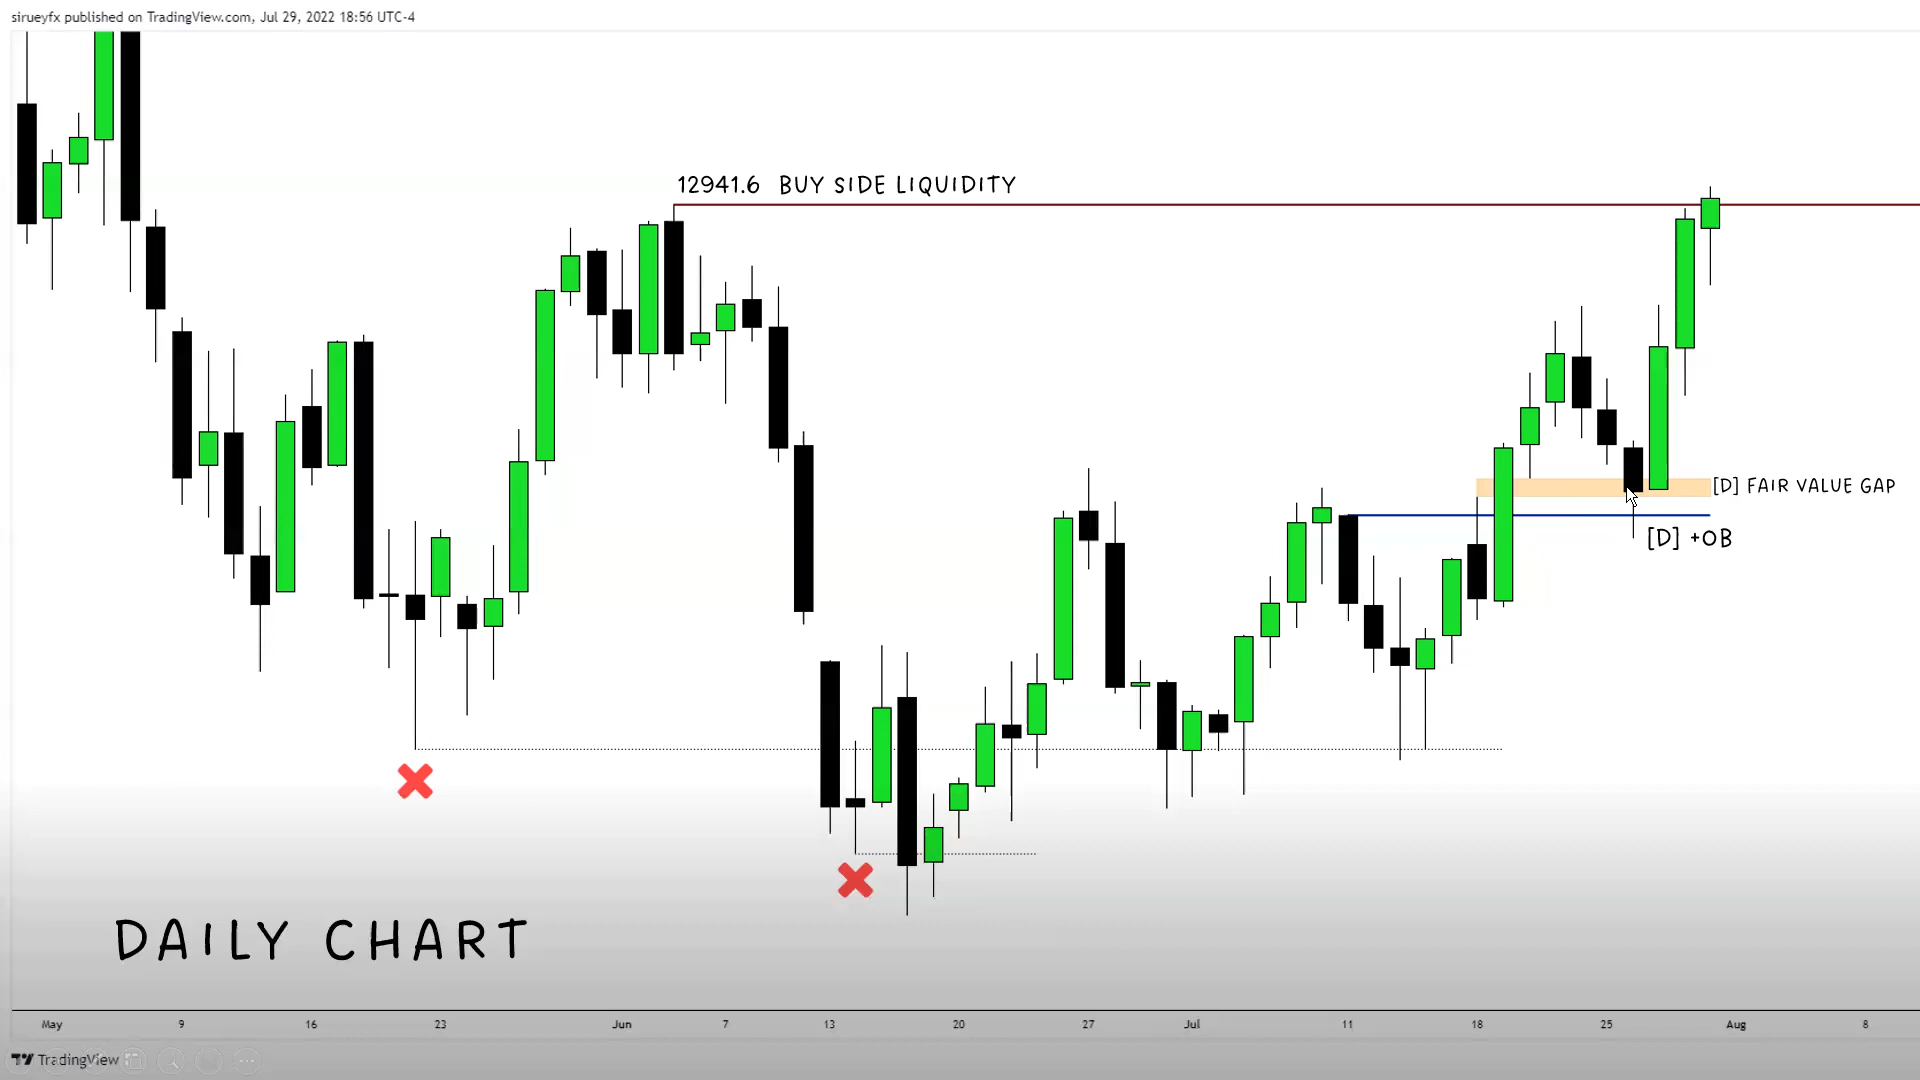 sirueyfx published on TradingView.com, Jul 29, 2022 18:56 UTC-4
12941.6 BUY SIDE LIQUIDITY
[D] FAIR VALUE GAP
[D] +OB
DAILY CHART
May 9 16 23 Jun 7 13 20 27 Jul 11 18 25 Aug 8
TradingView